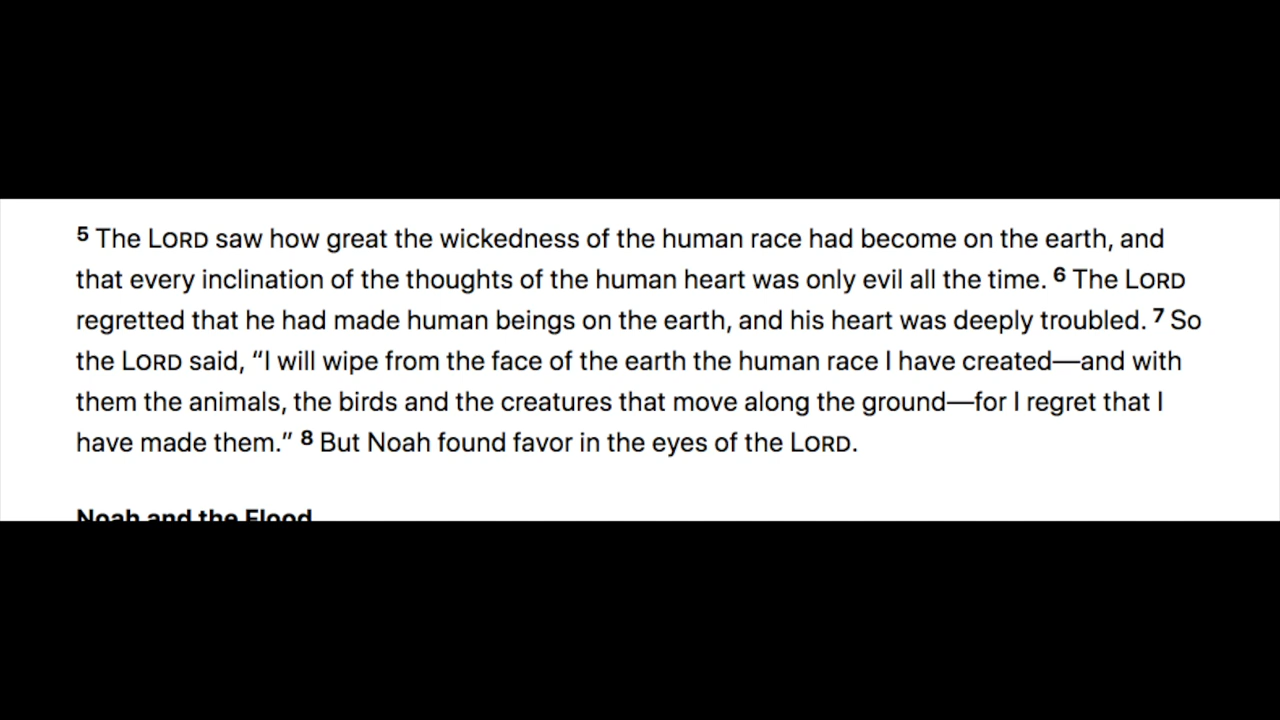 5 The LORD saw how great the wickedness of the human race had become on the earth, and
that every inclination of the thoughts of the human heart was only evil all the time. 6 The LORD
regretted that he had made human beings on the earth, and his heart was deeply troubled. 7 So
the LORD said, “I will wipe from the face of the earth the human race I have created—and with
them the animals, the birds and the creatures that move along the ground—for I regret that I
have made them.” 8 But Noah found favor in the eyes of the LORD.
Noah and the Flood